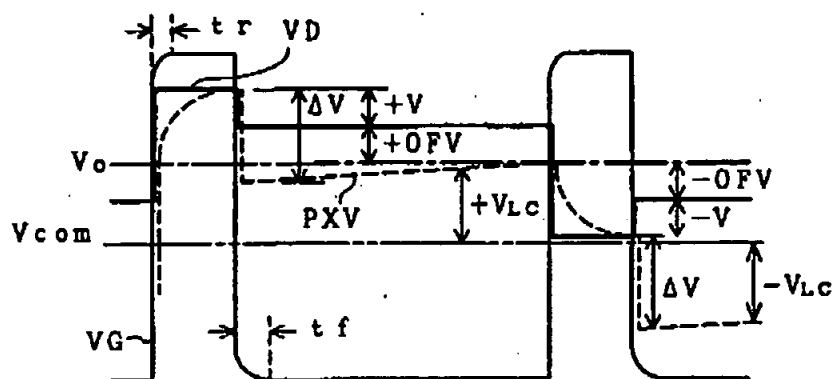 tr
VD
ΔV
+V
+OFV
Vo
-OFV
+VLC
-V
PXV
Vcom
ΔV
-VLC
VG
tf